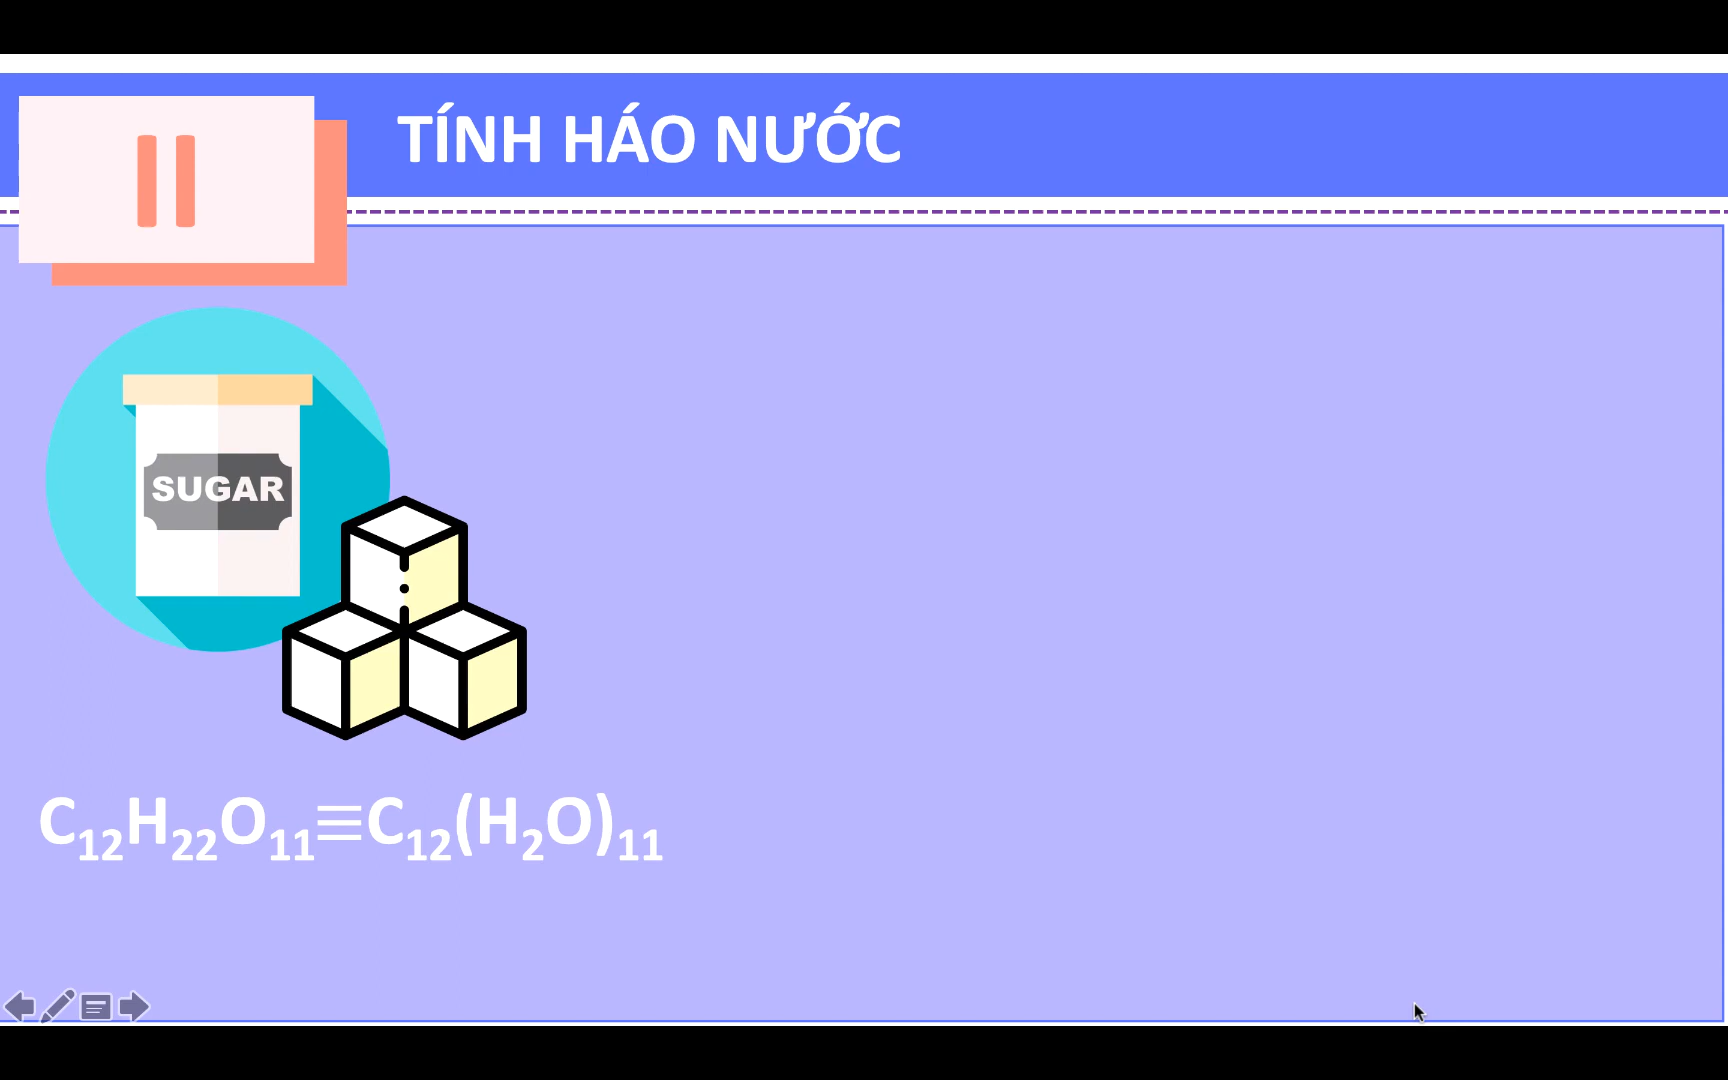 II
TÍNH HÁO NƯỚC
SUGAR
C₁₂H₂₂O₁₁≡C₁₂(H₂O)₁₁